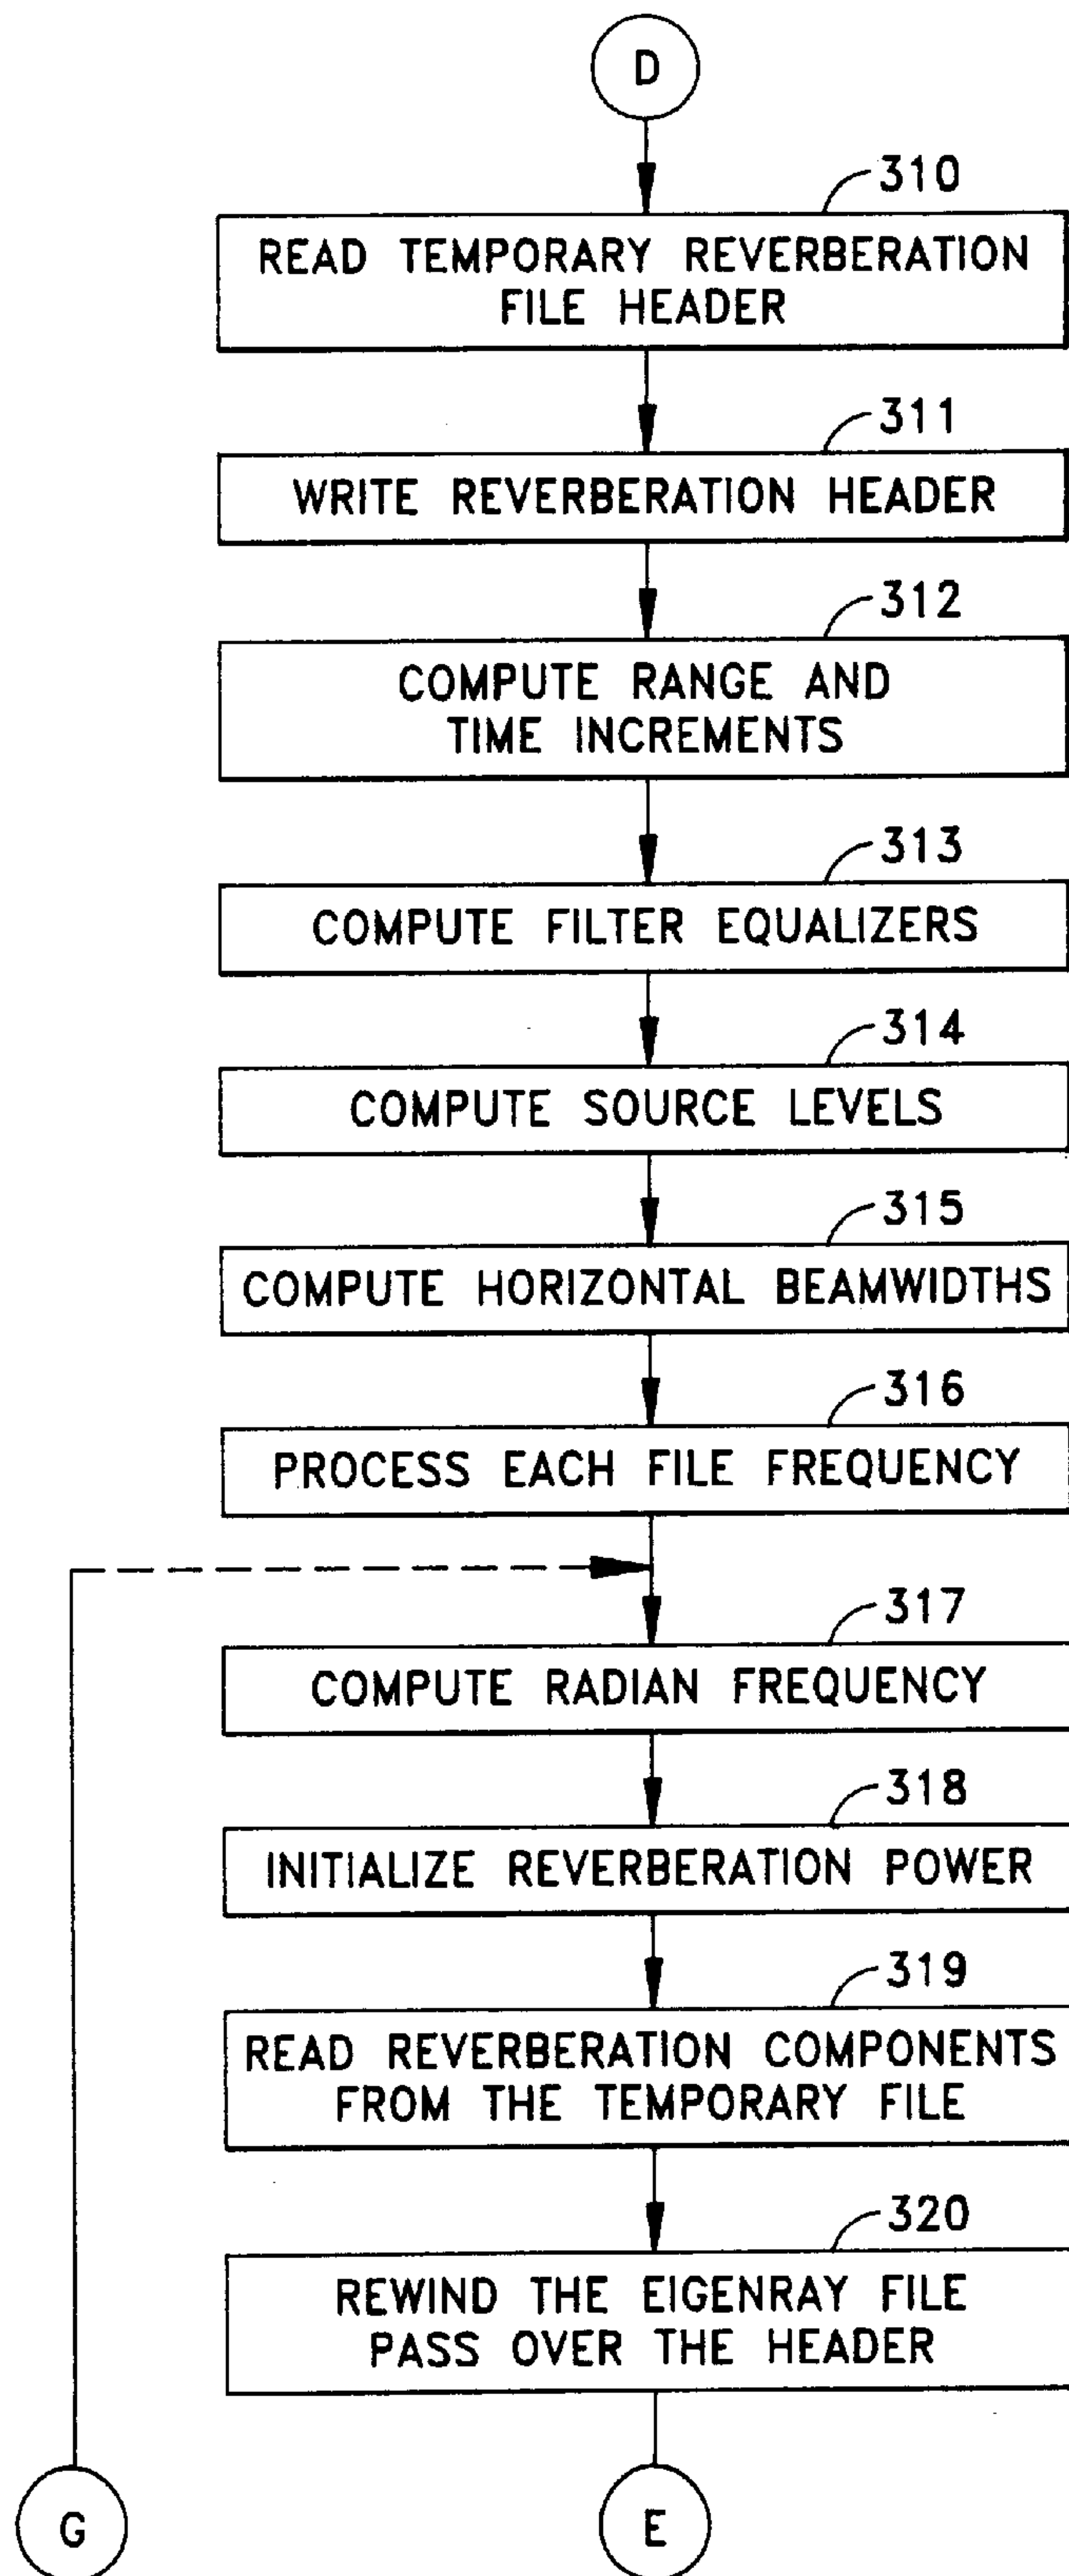 D
310
READ TEMPORARY REVERBERATION
FILE HEADER
311
WRITE REVERBERATION HEADER
312
COMPUTE RANGE AND
TIME INCREMENTS
313
COMPUTE FILTER EQUALIZERS
314
COMPUTE SOURCE LEVELS
315
COMPUTE HORIZONTAL BEAMWIDTHS
316
PROCESS EACH FILE FREQUENCY
317
COMPUTE RADIAN FREQUENCY
318
INITIALIZE REVERBERATION POWER
319
READ REVERBERATION COMPONENTS
FROM THE TEMPORARY FILE
320
REWIND THE EIGENRAY FILE
PASS OVER THE HEADER
G
E